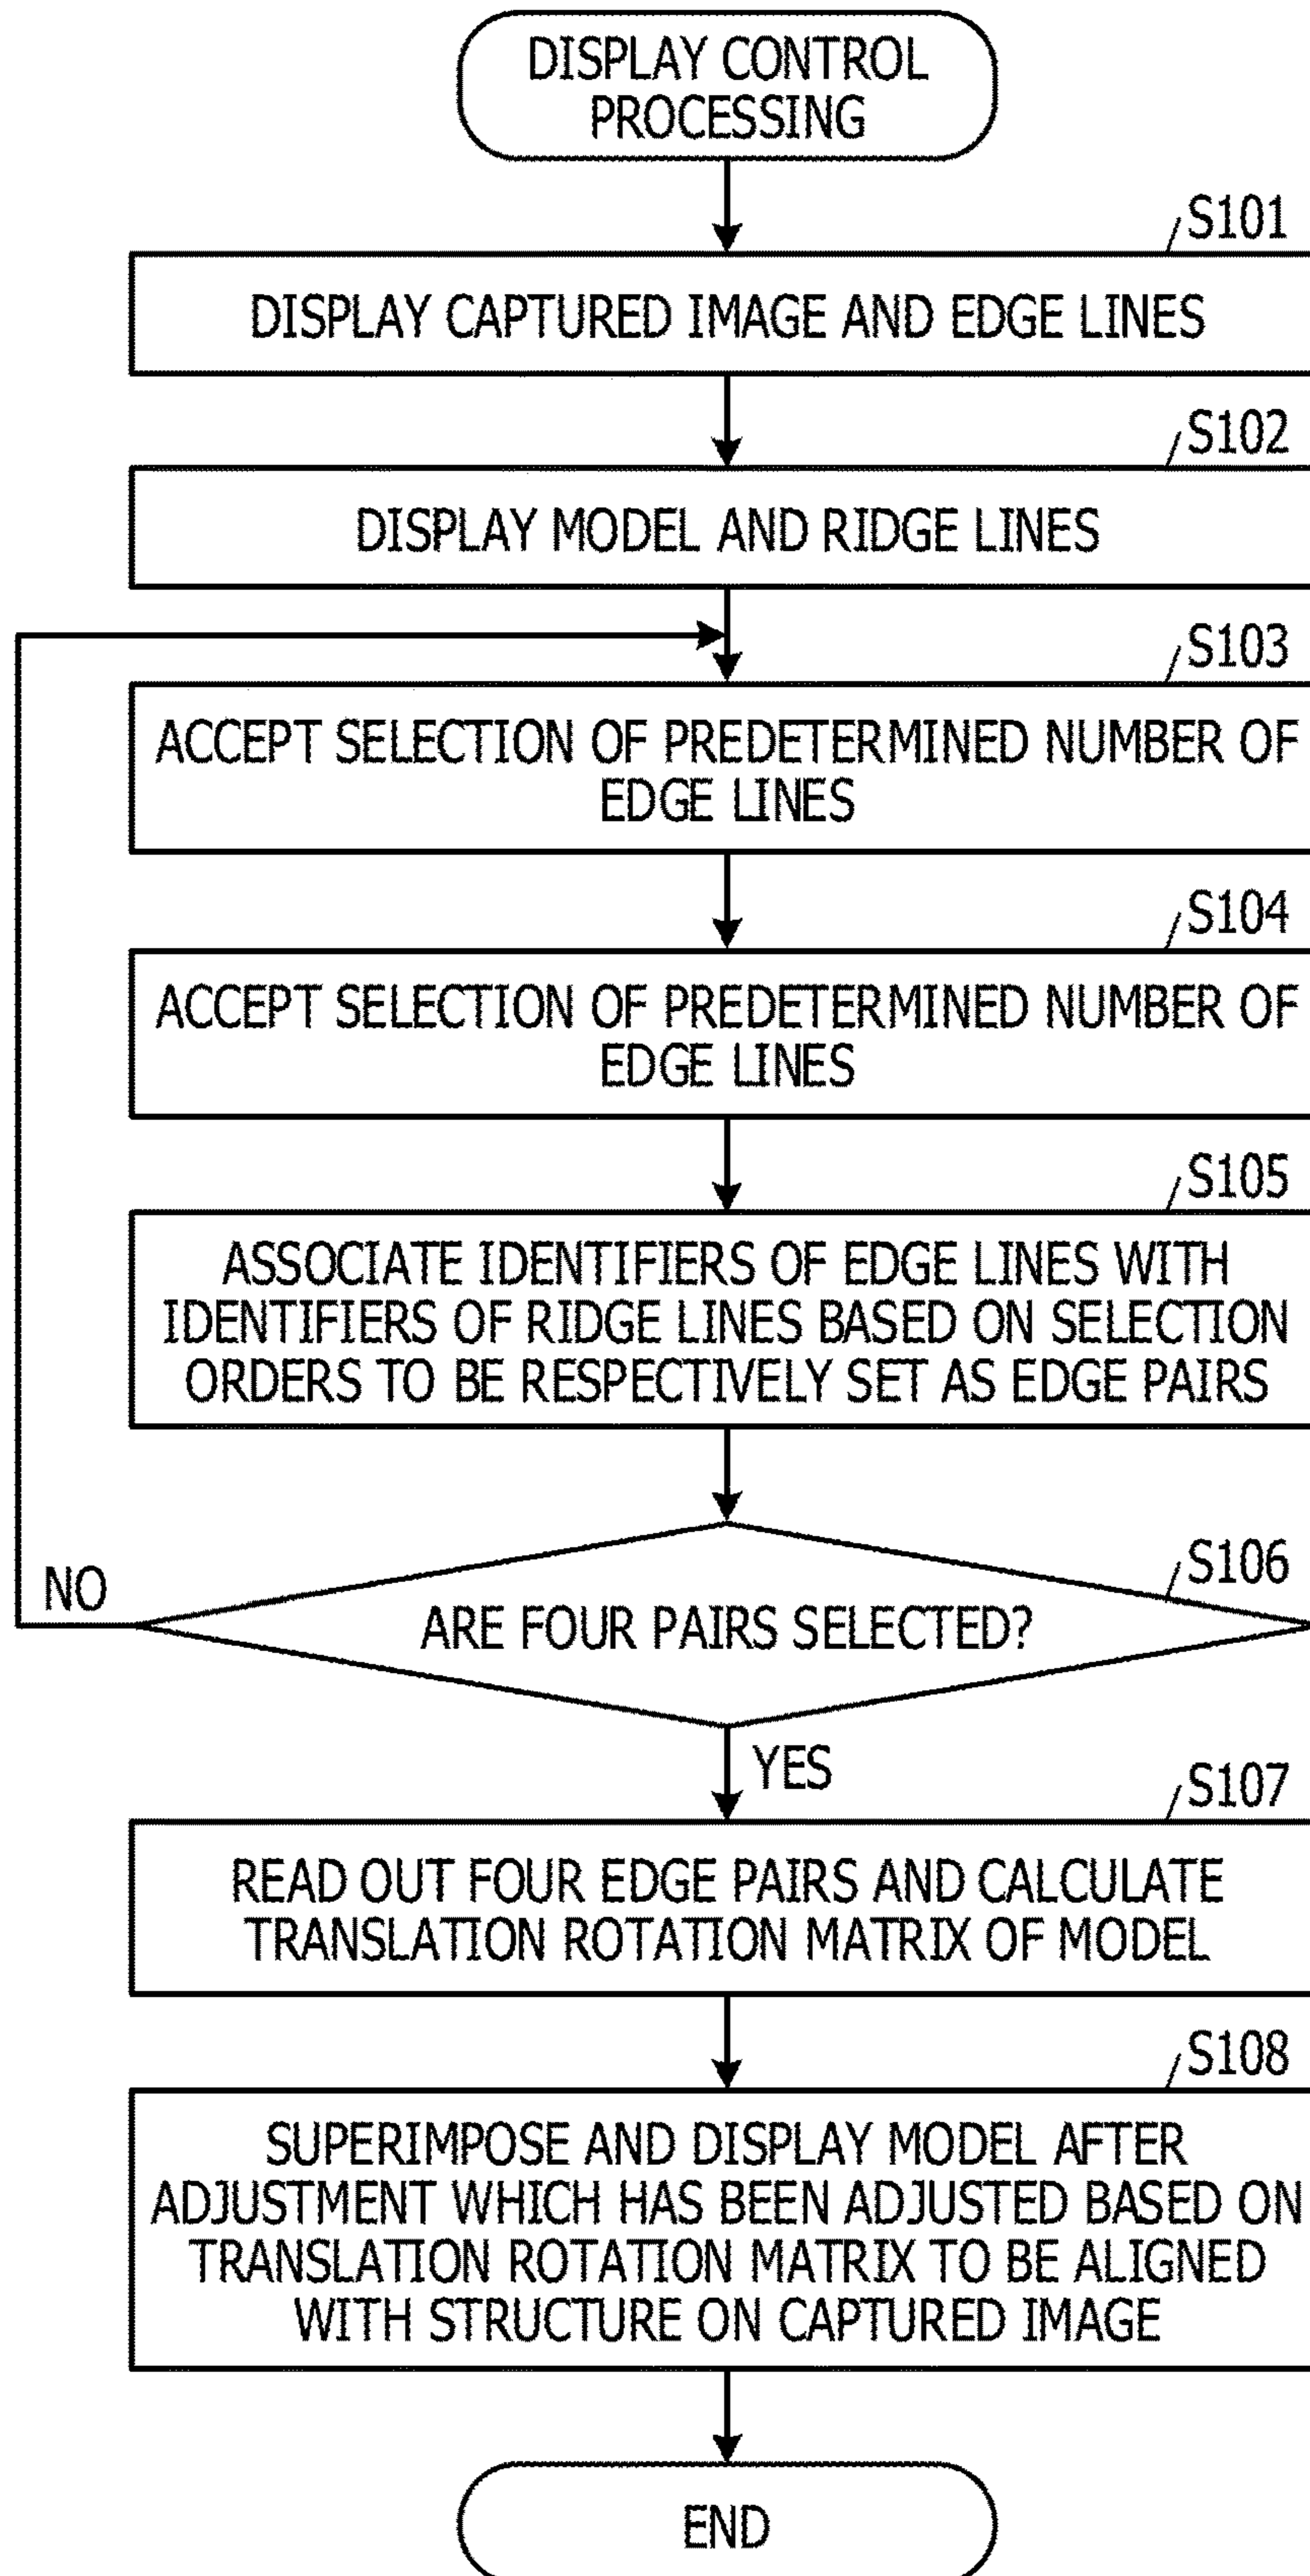 DISPLAY CONTROL
PROCESSING
S101
DISPLAY CAPTURED IMAGE AND EDGE LINES
S102
DISPLAY MODEL AND RIDGE LINES
S103
ACCEPT SELECTION OF PREDETERMINED NUMBER OF
EDGE LINES
S104
ACCEPT SELECTION OF PREDETERMINED NUMBER OF
EDGE LINES
S105
ASSOCIATE IDENTIFIERS OF EDGE LINES WITH
IDENTIFIERS OF RIDGE LINES BASED ON SELECTION
ORDERS TO BE RESPECTIVELY SET AS EDGE PAIRS
S106
NO
ARE FOUR PAIRS SELECTED?
YES
S107
READ OUT FOUR EDGE PAIRS AND CALCULATE
TRANSLATION ROTATION MATRIX OF MODEL
S108
SUPERIMPOSE AND DISPLAY MODEL AFTER
ADJUSTMENT WHICH HAS BEEN ADJUSTED BASED ON
TRANSLATION ROTATION MATRIX TO BE ALIGNED
WITH STRUCTURE ON CAPTURED IMAGE
END